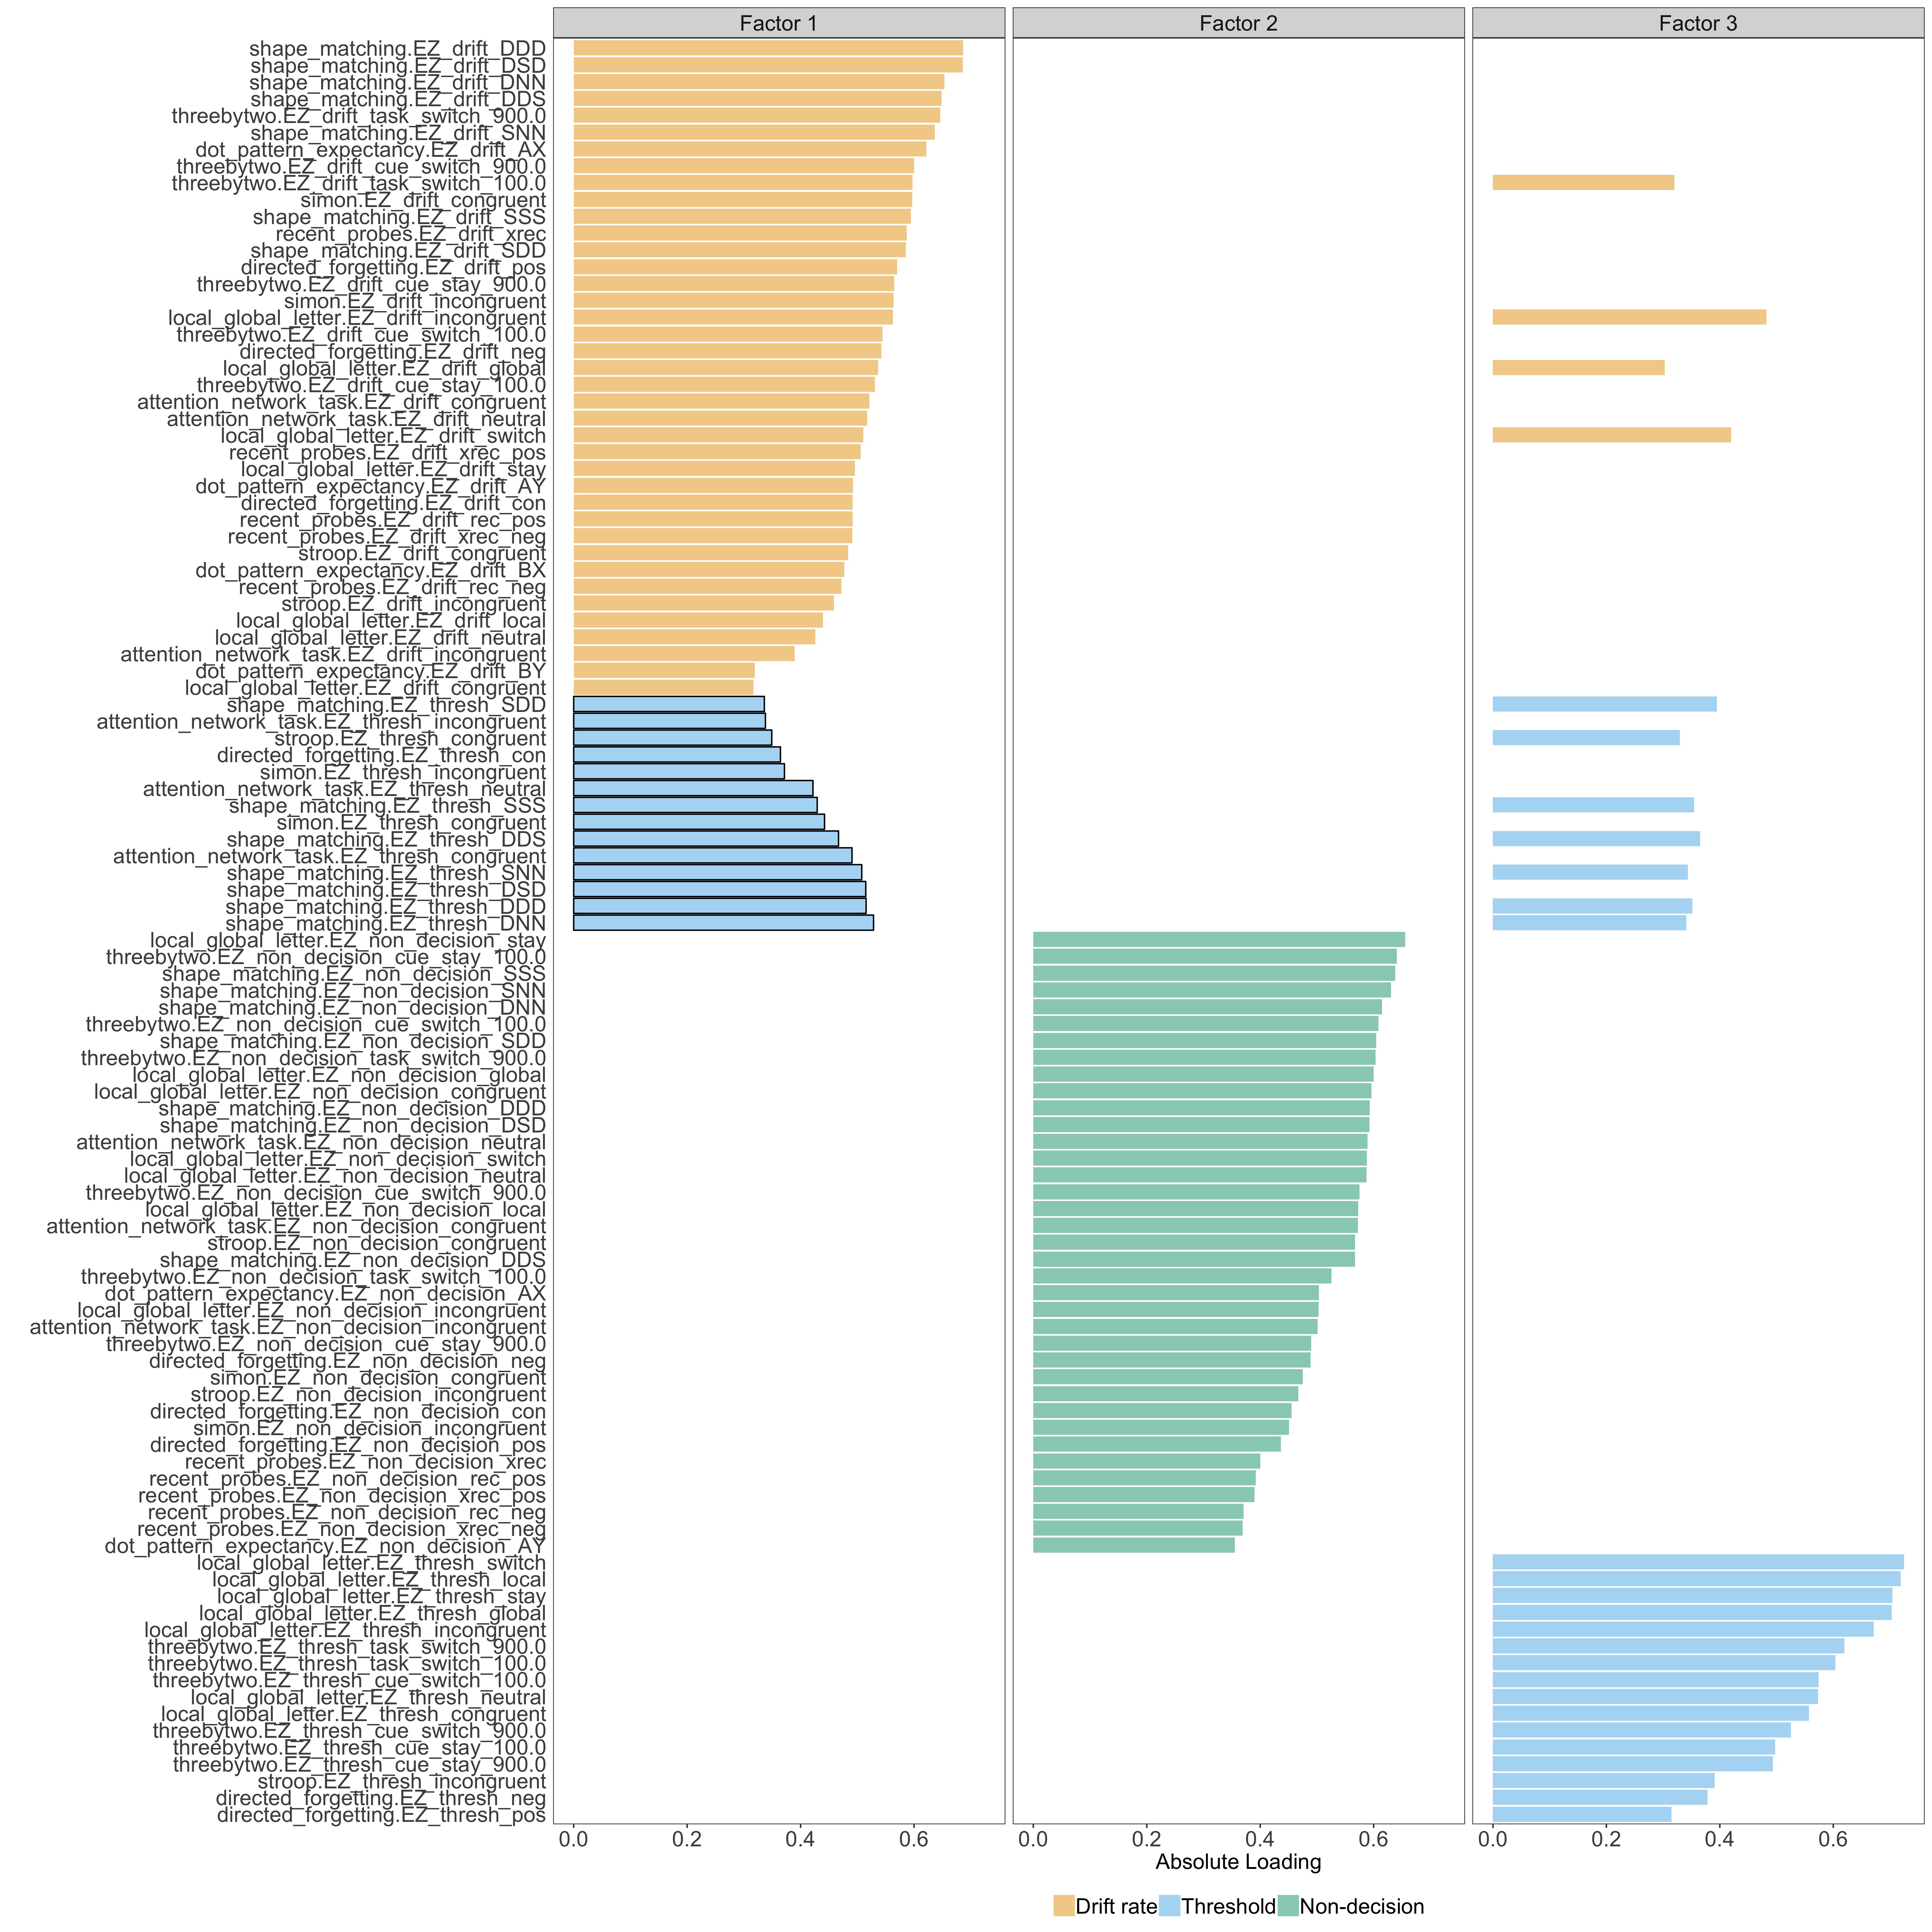 Factor 1 Factor 2 Factor 3
shape_matching.EZ_drift_DDD
shape_matching.EZ_drift_DSD
shape_matching.EZ_drift_DNN
shape_matching.EZ_drift_DDS
threebytwo.EZ_drift_task_switch_900.0
shape_matching.EZ_drift_SNN
dot_pattern_expectancy.EZ_drift_AX
threebytwo.EZ_drift_cue_switch_900.0
threebytwo.EZ_drift_task_switch_100.0
simon.EZ_drift_congruent
shape_matching.EZ_drift_SSS
recent_probes.EZ_drift_xrec
shape_matching.EZ_drift_SDD
directed_forgetting.EZ_drift_pos
threebytwo.EZ_drift_cue_stay_900.0
simon.EZ_drift_incongruent
local_global_letter.EZ_drift_incongruent
threebytwo.EZ_drift_cue_switch_100.0
directed_forgetting.EZ_drift_neg
local_global_letter.EZ_drift_global
threebytwo.EZ_drift_cue_stay_100.0
attention_network_task.EZ_drift_congruent
attention_network_task.EZ_drift_neutral
local_global_letter.EZ_drift_switch
recent_probes.EZ_drift_xrec_pos
local_global_letter.EZ_drift_stay
dot_pattern_expectancy.EZ_drift_AY
directed_forgetting.EZ_drift_con
recent_probes.EZ_drift_rec_pos
recent_probes.EZ_drift_xrec_neg
stroop.EZ_drift_congruent
dot_pattern_expectancy.EZ_drift_BX
recent_probes.EZ_drift_rec_neg
stroop.EZ_drift_incongruent
local_global_letter.EZ_drift_local
local_global_letter.EZ_drift_neutral
attention_network_task.EZ_drift_incongruent
dot_pattern_expectancy.EZ_drift_BY
local_global_letter.EZ_drift_congruent
shape_matching.EZ_thresh_SDD
attention_network_task.EZ_thresh_incongruent
stroop.EZ_thresh_congruent
directed_forgetting.EZ_thresh_con
simon.EZ_thresh_incongruent
attention_network_task.EZ_thresh_neutral
shape_matching.EZ_thresh_SSS
simon.EZ_thresh_congruent
shape_matching.EZ_thresh_DDS
attention_network_task.EZ_thresh_congruent
shape_matching.EZ_thresh_SNN
shape_matching.EZ_thresh_DSD
shape_matching.EZ_thresh_DDD
shape_matching.EZ_thresh_DNN
local_global_letter.EZ_non_decision_stay
threebytwo.EZ_non_decision_cue_stay_100.0
shape_matching.EZ_non_decision_SSS
shape_matching.EZ_non_decision_SNN
shape_matching.EZ_non_decision_DNN
threebytwo.EZ_non_decision_cue_switch_100.0
shape_matching.EZ_non_decision_SDD
threebytwo.EZ_non_decision_task_switch_900.0
local_global_letter.EZ_non_decision_global
local_global_letter.EZ_non_decision_congruent
shape_matching.EZ_non_decision_DDD
shape_matching.EZ_non_decision_DSD
attention_network_task.EZ_non_decision_neutral
local_global_letter.EZ_non_decision_switch
local_global_letter.EZ_non_decision_neutral
threebytwo.EZ_non_decision_cue_switch_900.0
local_global_letter.EZ_non_decision_local
attention_network_task.EZ_non_decision_congruent
stroop.EZ_non_decision_congruent
shape_matching.EZ_non_decision_DDS
threebytwo.EZ_non_decision_task_switch_100.0
dot_pattern_expectancy.EZ_non_decision_AX
local_global_letter.EZ_non_decision_incongruent
attention_network_task.EZ_non_decision_incongruent
threebytwo.EZ_non_decision_cue_stay_900.0
directed_forgetting.EZ_non_decision_neg
simon.EZ_non_decision_congruent
stroop.EZ_non_decision_incongruent
directed_forgetting.EZ_non_decision_con
simon.EZ_non_decision_incongruent
directed_forgetting.EZ_non_decision_pos
recent_probes.EZ_non_decision_xrec
recent_probes.EZ_non_decision_rec_pos
recent_probes.EZ_non_decision_xrec_pos
recent_probes.EZ_non_decision_rec_neg
recent_probes.EZ_non_decision_xrec_neg
dot_pattern_expectancy.EZ_non_decision_AY
local_global_letter.EZ_thresh_switch
local_global_letter.EZ_thresh_local
local_global_letter.EZ_thresh_stay
local_global_letter.EZ_thresh_global
local_global_letter.EZ_thresh_incongruent
threebytwo.EZ_thresh_task_switch_900.0
threebytwo.EZ_thresh_task_switch_100.0
threebytwo.EZ_thresh_cue_switch_100.0
local_global_letter.EZ_thresh_neutral
local_global_letter.EZ_thresh_congruent
threebytwo.EZ_thresh_cue_switch_900.0
threebytwo.EZ_thresh_cue_stay_100.0
threebytwo.EZ_thresh_cue_stay_900.0
stroop.EZ_thresh_incongruent
directed_forgetting.EZ_thresh_neg
directed_forgetting.EZ_thresh_pos
0.0 0.2 0.4 0.6 0.0 0.2 0.4 0.6 0.0 0.2 0.4 0.6
Absolute Loading
Drift rate Threshold Non-decision